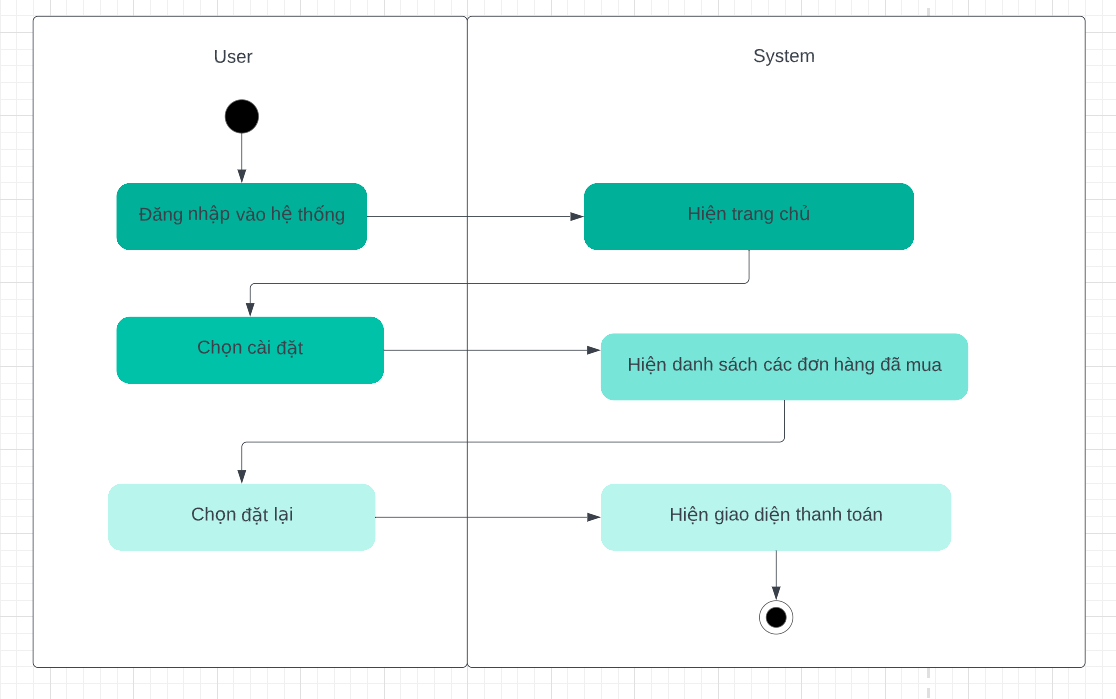 User
System
Đăng nhập vào hệ thống
Hiện trang chủ
Chọn cài đặt
Hiện danh sách các đơn hàng đã mua
Chọn đặt lại
Hiện giao diện thanh toán